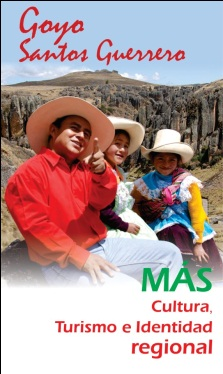 Goyo
Santos Guerrero
MÁS
Cultura,
Turismo e Identidad
regional